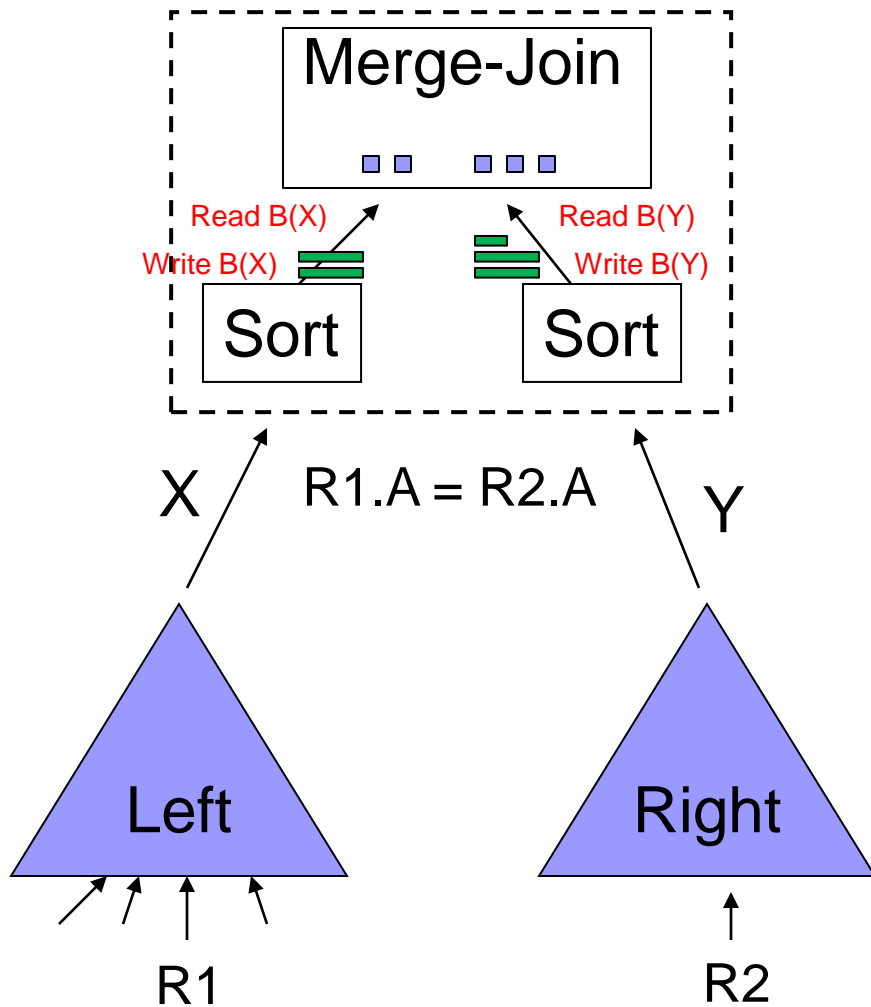 Merge-Join
Read B(X)
Read B(Y)
Write B(X)
Write B(Y)
Sort
Sort
X
R1.A = R2.A
Y
Left
Right
R1
R2